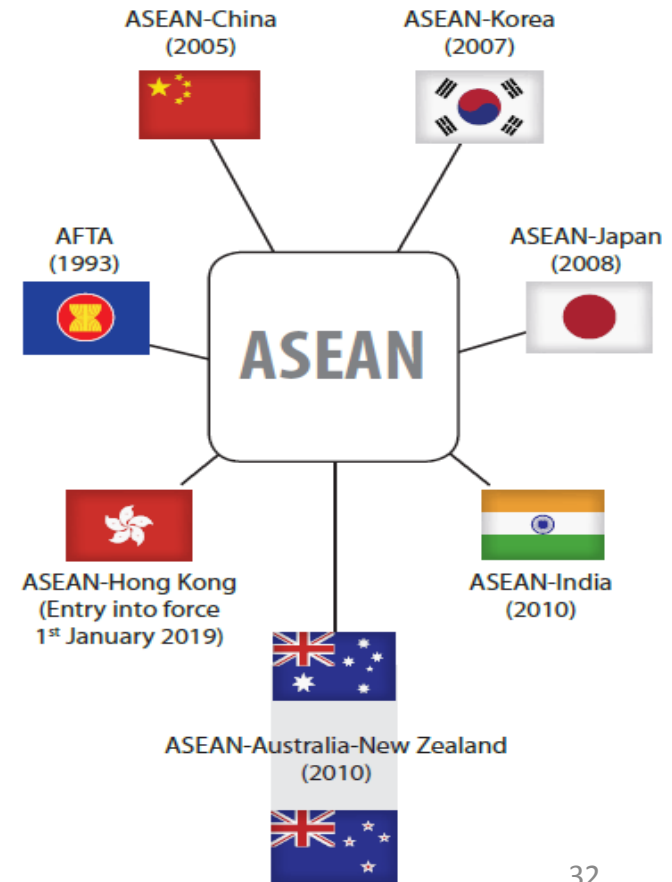 ASEAN-China
(2005)
ASEAN-Korea
(2007)
AFTA
(1993)
ASEAN-Japan
(2008)
ASEAN
ASEAN-Hong Kong
(Entry into force
1st January 2019)
ASEAN-India
(2010)
ASEAN-Australia-New Zealand
(2010)
32